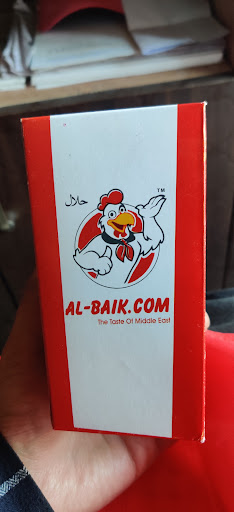 حلال
TM
AL-BAIK.COM
The Taste Of Middle East